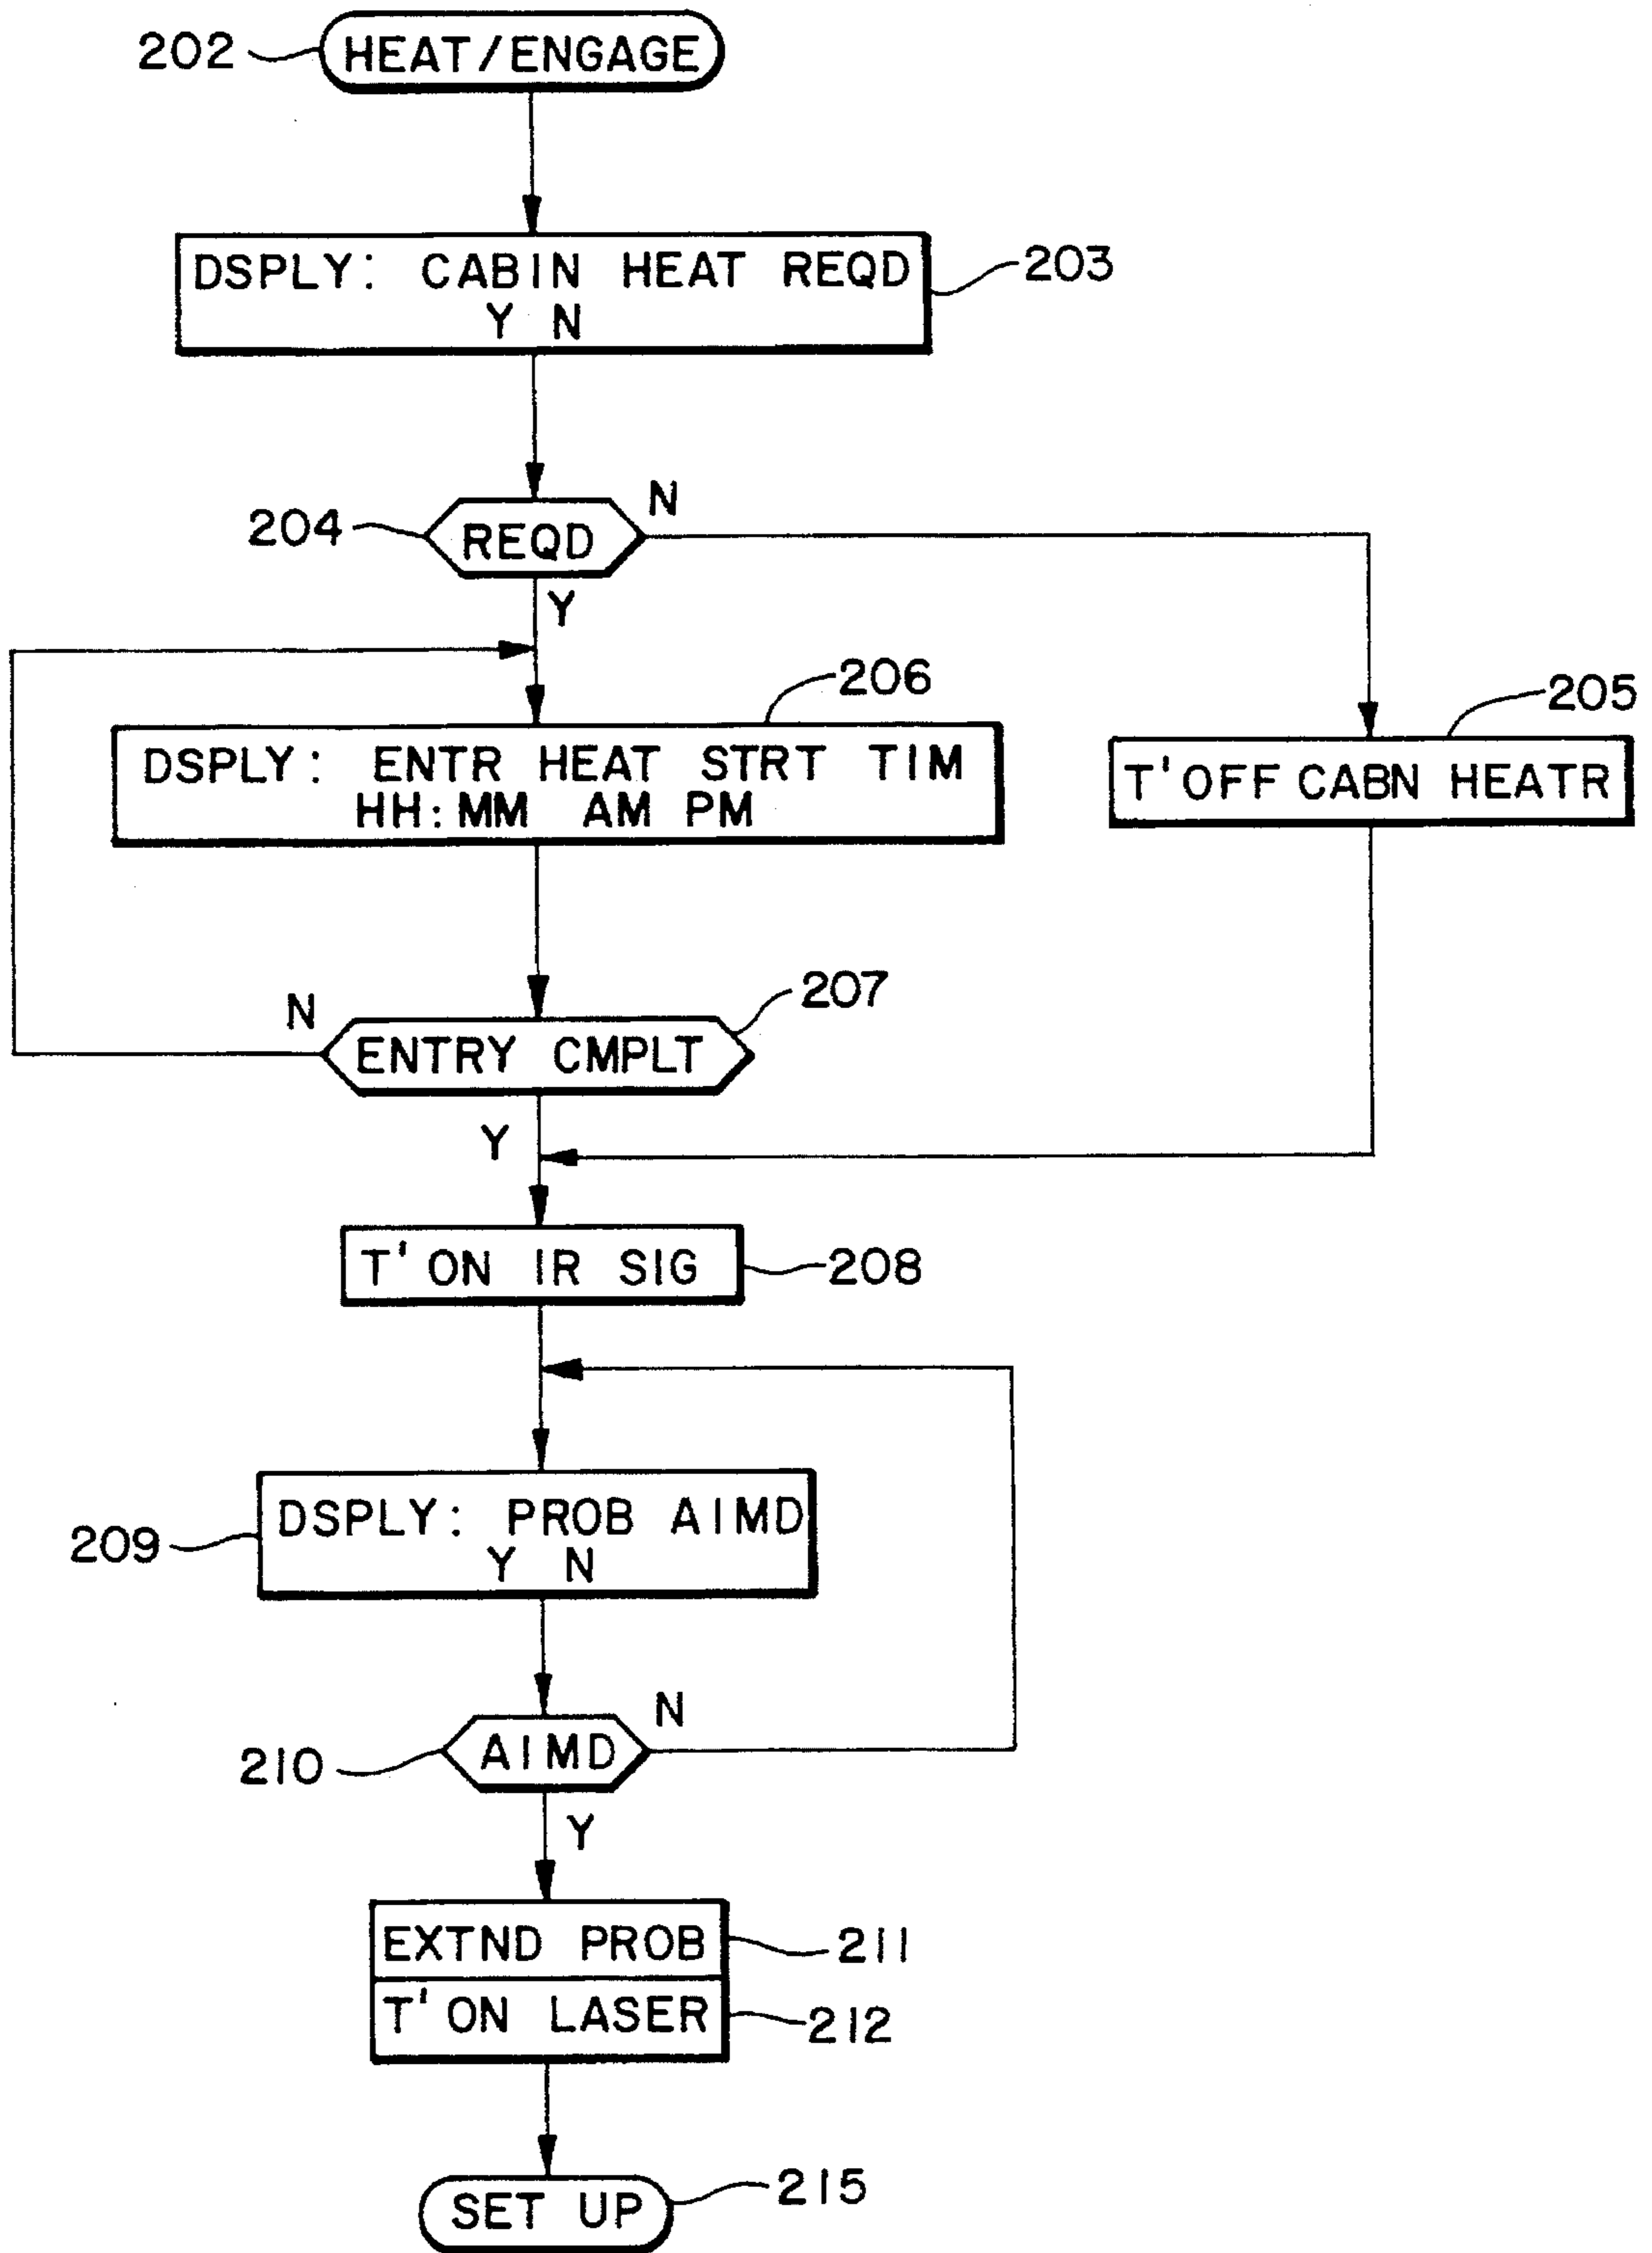 202
HEAT/ENGAGE
DSPLY: CABIN HEAT REQD
Y N
203
204
REQD
N
Y
206
DSPLY: ENTR HEAT STRT TIM
HH:MM AM PM
205
T'OFF CABN HEATR
207
N
ENTRY CMPLT
Y
T'ON IR SIG
208
DSPLY: PROB AIMD
Y N
209
N
210
AIMD
Y
EXTND PROB
211
T'ON LASER
212
SET UP
215